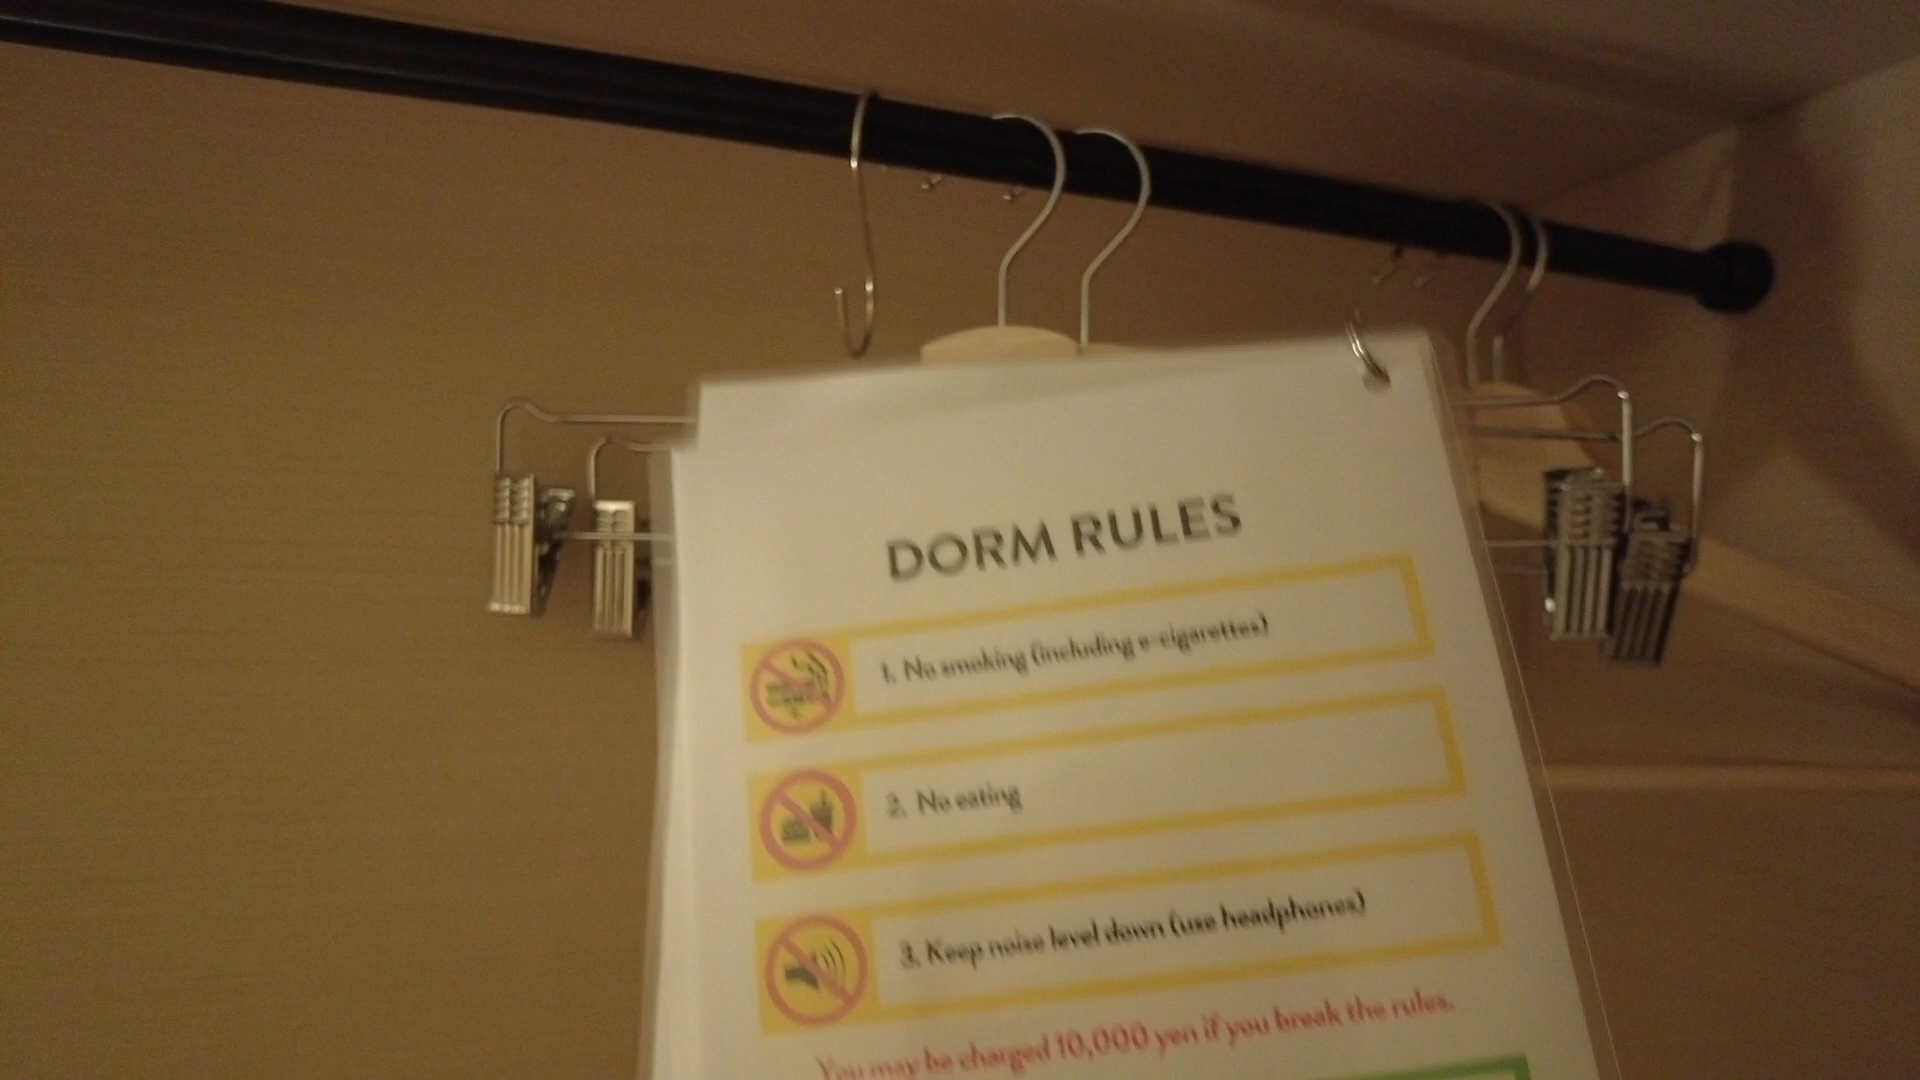 DORM RULES
1. No smoking (including e-cigarettes)
2. No eating
3. Keep noise level down (use headphones)
You may be charged 10,000 yen if you break the rules.